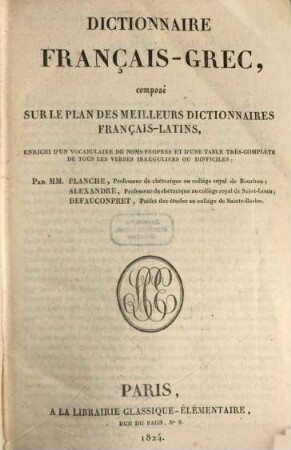 DICTIONNAIRE
FRANÇAIS-GREC,
composé
SUR LE PLAN DES MEILLEURS DICTIONNAIRES
FRANÇAIS-LATINS,
ENRICHI D'UN VOCABULAIRE DE NOMS PROPRES ET D'UNE TABLE TRÈS-COMPLÈTE
DE TOUS LES VERBES IRRÉGULIERS OU DIFFICILES;
PAR MM. PLANCHE, Professeur de rhétorique au collége royal de Bourbon;
ALEXANDRE, Professeur de rhétorique au collége royal de Saint-Louis;
DEFAUCONPRET, Préfet des études au collége de Sainte-Barbe.
PARIS,
A LA LIBRAIRIE CLASSIQUE-ÉLÉMENTAIRE,
RUE DU PAON, N° 8.
1824.